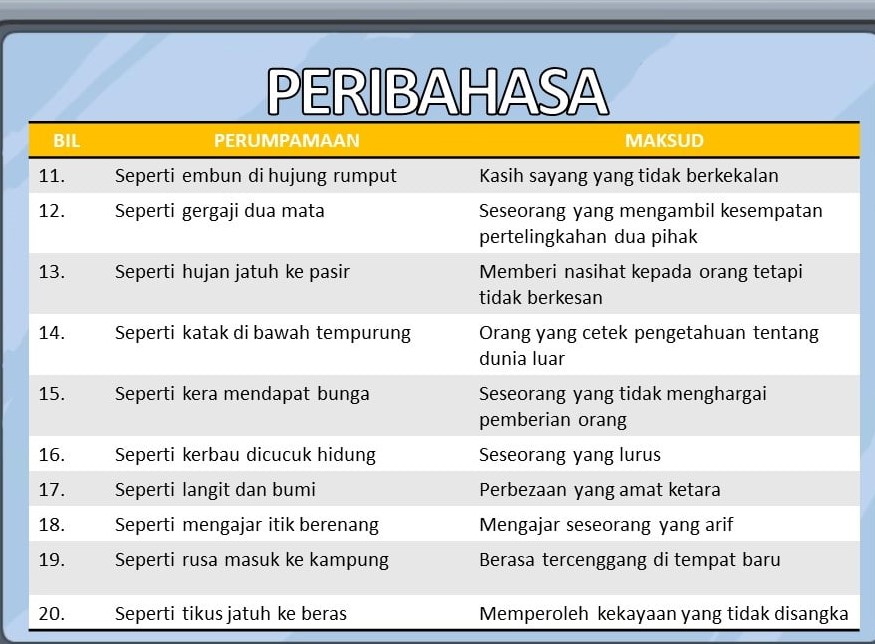 PERIBAHASA
BIL PERUMPAMAAN MAKSUD
11. Seperti embun di hujung rumput Kasih sayang yang tidak berkekalan
12. Seperti gergaji dua mata Seseorang yang mengambil kesempatan
pertelingkahan dua pihak
13. Seperti hujan jatuh ke pasir Memberi nasihat kepada orang tetapi
tidak berkesan
14. Seperti katak di bawah tempurung Orang yang cetek pengetahuan tentang
dunia luar
15. Seperti kera mendapat bunga Seseorang yang tidak menghargai
pemberian orang
16. Seperti kerbau dicucuk hidung Seseorang yang lurus
17. Seperti langit dan bumi Perbezaan yang amat ketara
18. Seperti mengajar itik berenang Mengajar seseorang yang arif
19. Seperti rusa masuk ke kampung Berasa tercenggang di tempat baru
20. Seperti tikus jatuh ke beras Memperoleh kekayaan yang tidak disangka